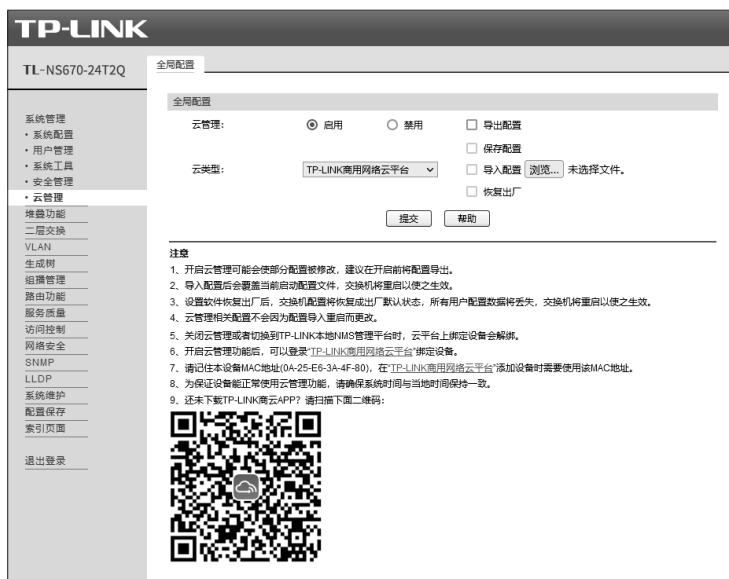 TP-LINK
TL-NS670-24T2Q
全局配置
系统管理
• 系统配置
• 用户管理
• 系统工具
• 安全管理
• 云管理
堆叠功能
二层交换
VLAN
生成树
组播管理
路由功能
服务质量
访问控制
网络安全
SNMP
LLDP
系统维护
配置保存
索引页面
退出登录
全局配置
云管理： 启用 禁用 导出配置
保存配置
云类型： TP-LINK商用网络云平台 导入配置 浏览... 未选择文件。
恢复出厂
提交 帮助
注意
1、开启云管理可能会使部分配置被修改，建议在开启前将配置导出。
2、导入配置后会覆盖当前启动配置文件，交换机将重启以使之生效。
3、设置软件恢复出厂后，交换机配置将恢复成出厂默认状态，所有用户配置数据将丢失，交换机将重启以使之生效。
4、云管理相关配置不会因为配置导入重启而更改。
5、关闭云管理或者切换到TP-LINK本地NMS管理平台时，云平台上绑定设备会解绑。
6、开启云管理功能后，可以登录“TP-LINK商用网络云平台”绑定设备。
7、请记住本设备MAC地址(0A-25-E6-3A-4F-80)，在“TP-LINK商用网络云平台”添加设备时需要使用该MAC地址。
8、为保证设备能正常使用云管理功能，请确保系统时间与当地时间保持一致。
9、还未下载TP-LINK商云APP？请扫描下面二维码：